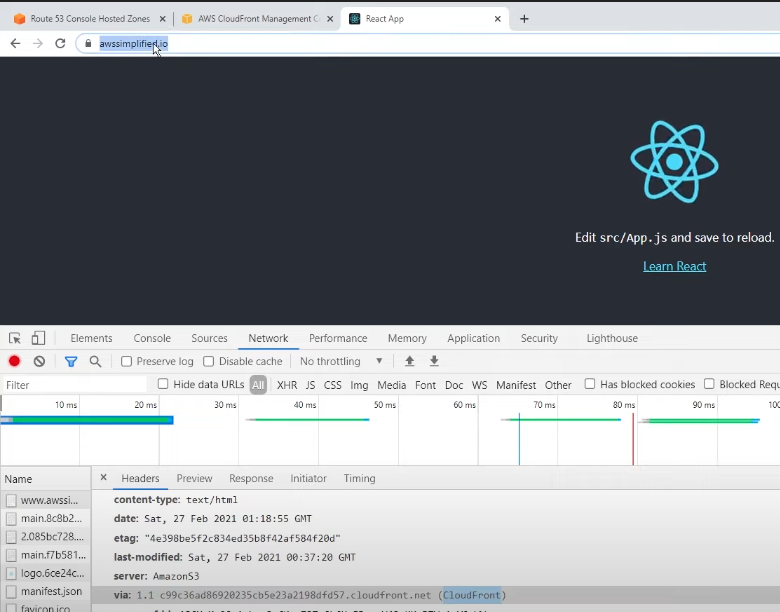 Route 53 Console Hosted Zones
AWS CloudFront Management C
React App
awssimplified.io
Edit src/App.js and save to reload.
Learn React
Elements Console Sources Network Performance Memory Application Security Lighthouse
Preserve log Disable cache No throttling
Filter Hide data URLs All XHR JS CSS Img Media Font Doc WS Manifest Other Has blocked cookies Blocked Requ
10 ms 20 ms 30 ms 40 ms 50 ms 60 ms 70 ms 80 ms 90 ms 100
Name Headers Preview Response Initiator Timing
www.awssi...
main.8c8b2...
2.085bc728....
main.f7b581...
logo.6ce24c...
manifest.json
favicon.ico
content-type: text/html
date: Sat, 27 Feb 2021 01:18:55 GMT
etag: "4e398be5f2c834ed35b8f42af584f20d"
last-modified: Sat, 27 Feb 2021 00:37:20 GMT
server: AmazonS3
via: 1.1 c99c36ad86920235cb5e23a2198dfd57.cloudfront.net (CloudFront)